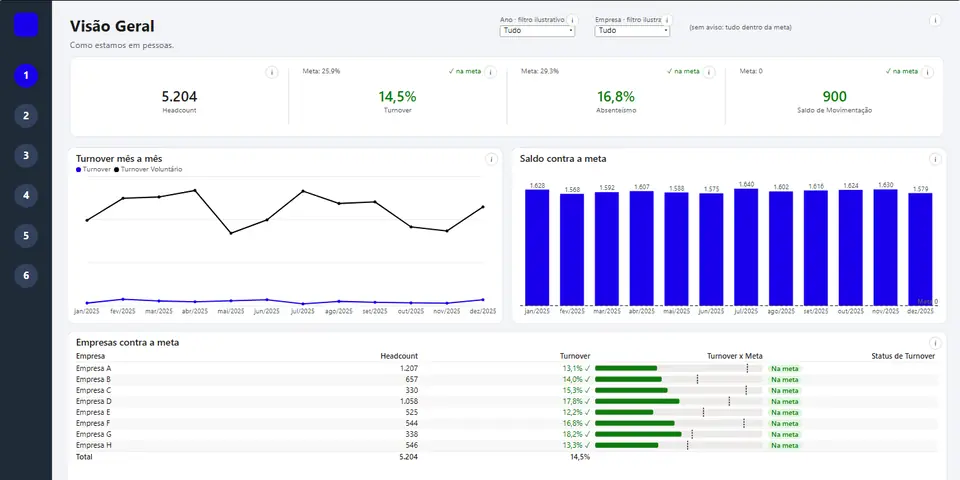 Visão Geral
Como estamos em pessoas.
Ano - filtro ilustrativo
Tudo
Empresa - filtro ilustra
Tudo
(sem aviso: tudo dentro da meta)
1
2
3
4
5
6
5.204
Headcount
Meta: 25,9%
✓ na meta
14,5%
Turnover
Meta: 29,3%
✓ na meta
16,8%
Absenteísmo
Meta: 0
✓ na meta
900
Saldo de Movimentação
Turnover mês a mês
Turnover Turnover Voluntário
jan/2025 fev/2025 mar/2025 abr/2025 mai/2025 jun/2025 jul/2025 ago/2025 set/2025 out/2025 nov/2025 dez/2025
Saldo contra a meta
1.628 1.568 1.592 1.607 1.588 1.575 1.640 1.602 1.616 1.624 1.630 1.579
Meta 0
jan/2025 fev/2025 mar/2025 abr/2025 mai/2025 jun/2025 jul/2025 ago/2025 set/2025 out/2025 nov/2025 dez/2025
Empresas contra a meta
Empresa Headcount Turnover Turnover x Meta Status de Turnover
Empresa A 1.207 13,1% ✓ Na meta
Empresa B 657 14,0% ✓ Na meta
Empresa C 330 15,3% ✓ Na meta
Empresa D 1.058 17,8% ✓ Na meta
Empresa E 525 12,2% ✓ Na meta
Empresa F 544 16,8% ✓ Na meta
Empresa G 338 18,2% ✓ Na meta
Empresa H 546 13,3% ✓ Na meta
Total 5.204 14,5%